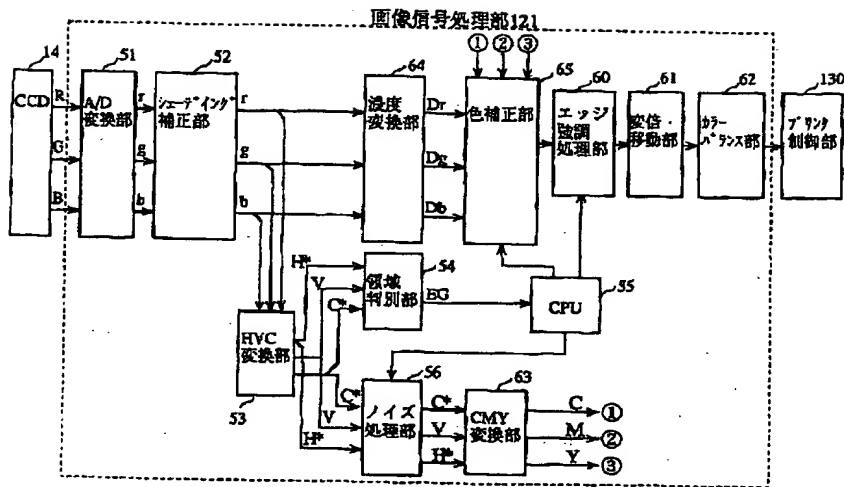 画像信号処理部121
① ② ③
14
CCD
R
G
B
51
A/D
変換部
r
g
b
52
シェーディング
補正部
r
g
b
64
濃度
変換部
Dr
Dg
Db
65
色補正部
60
エッジ
強調
処理部
61
変倍・
移動部
62
カラー
バランス部
130
プリンタ
制御部
H*
V
C*
54
領域
判別部
BG
CPU
55
HVC
変換部
53
C*
V
H*
56
ノイズ
処理部
C*
V
H*
63
CMY
変換部
C ①
M ②
Y ③